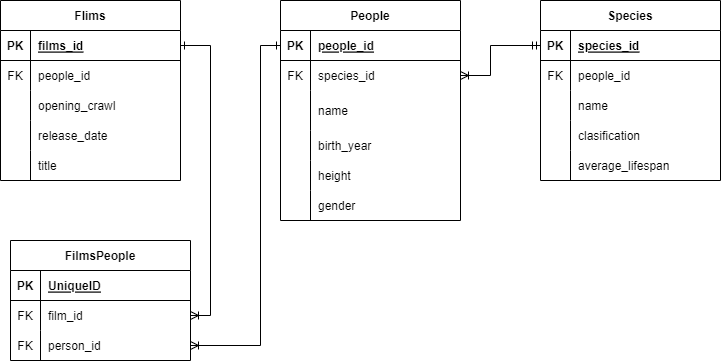 Flims
PK films_id
FK people_id
opening_crawl
release_date
title
People
PK people_id
FK species_id
name
birth_year
height
gender
Species
PK species_id
FK people_id
name
clasification
average_lifespan
FilmsPeople
PK UniqueID
FK film_id
FK person_id